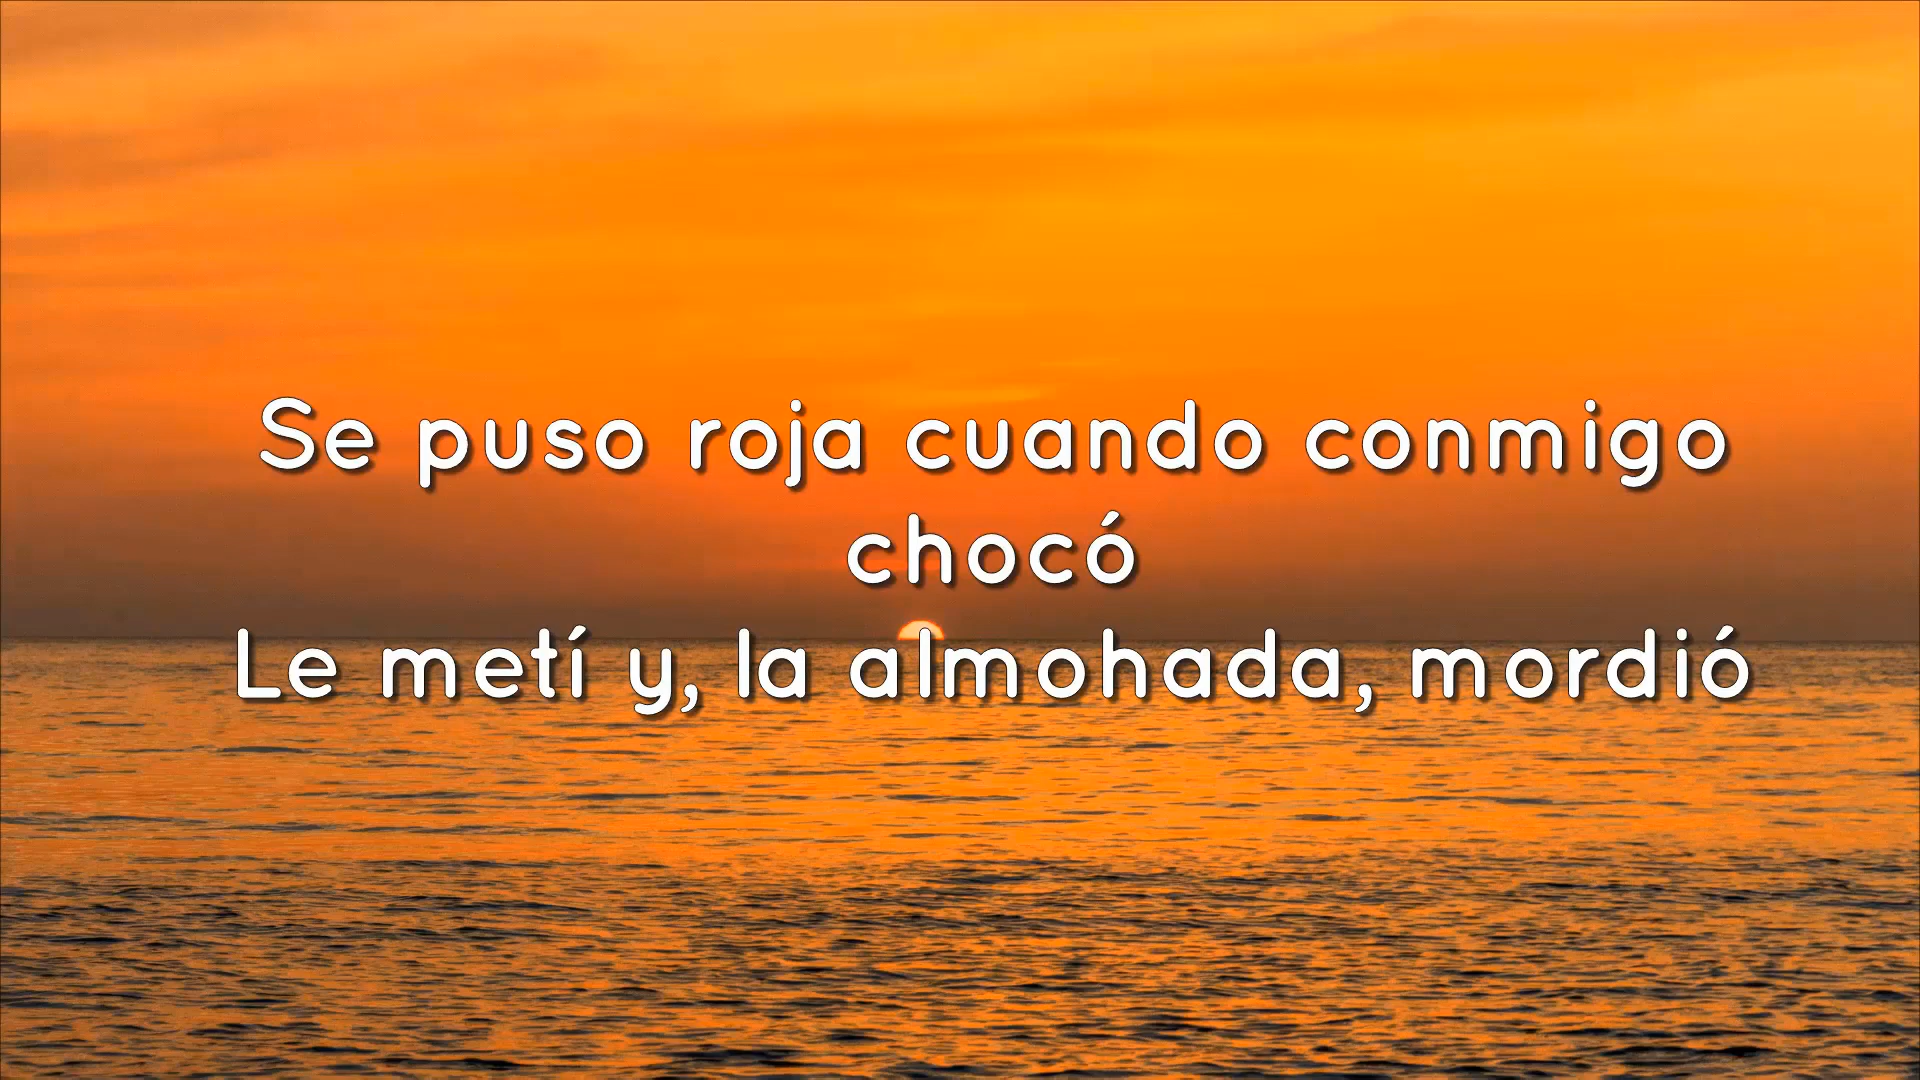 Se puso roja cuando conmigo
chocó
Le metí y, la almohada, mordió